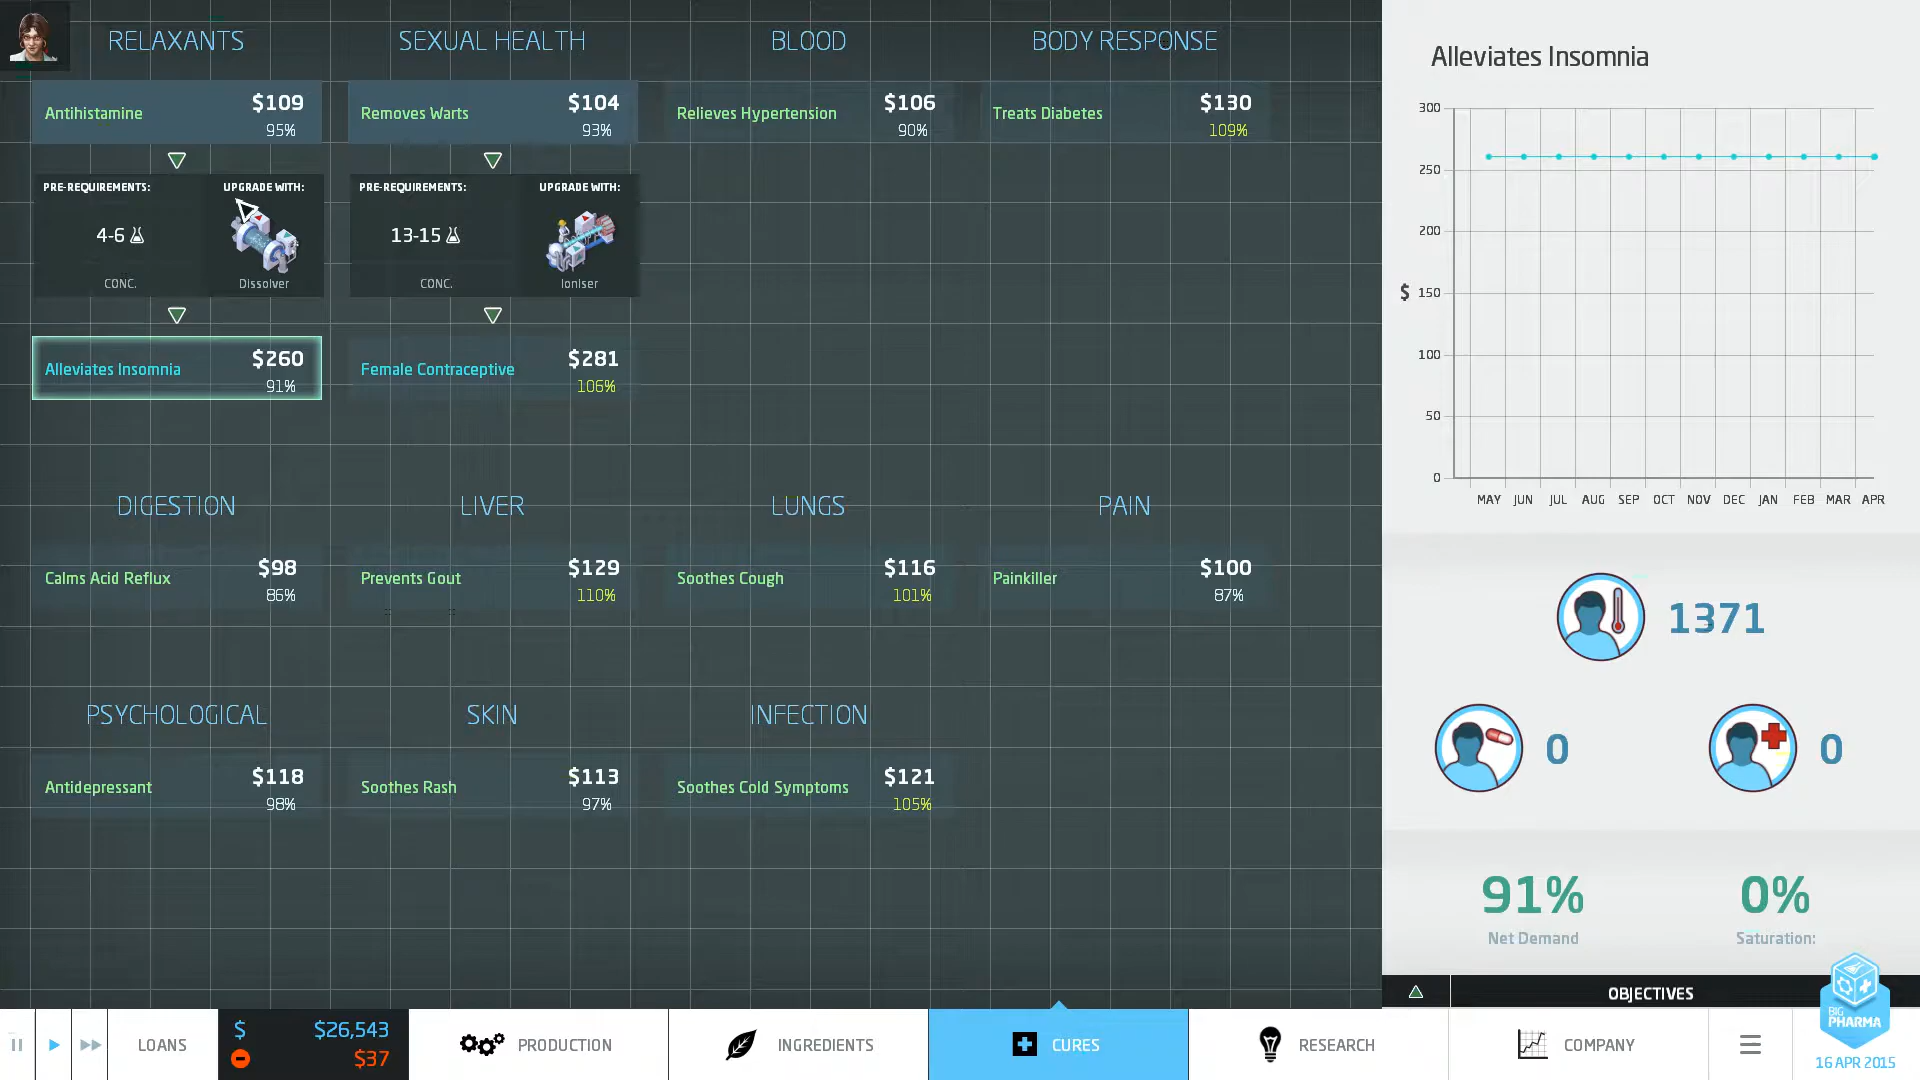 RELAXANTS SEXUAL HEALTH BLOOD BODY RESPONSE
Antihistamine $109 95%
Removes Warts $104 93%
Relieves Hypertension $106 90%
Treats Diabetes $130 109%
PRE-REQUIREMENTS: UPGRADE WITH:
4-6
CONC. Dissolver
PRE-REQUIREMENTS: UPGRADE WITH:
13-15
CONC. Ioniser
Alleviates Insomnia $260 91%
Female Contraceptive $281 106%
DIGESTION LIVER LUNGS PAIN
Calms Acid Reflux $98 86%
Prevents Gout $129 110%
Soothes Cough $116 101%
Painkiller $100 87%
PSYCHOLOGICAL SKIN INFECTION
Antidepressant $118 98%
Soothes Rash $113 97%
Soothes Cold Symptoms $121 105%
Alleviates Insomnia
300
250
200
$ 150
100
50
0
MAY JUN JUL AUG SEP OCT NOV DEC JAN FEB MAR APR
1371
0 0
91% 0%
Net Demand Saturation:
OBJECTIVES
LOANS
$ $26,543
$37
PRODUCTION
INGREDIENTS
CURES
RESEARCH
COMPANY
BIG
PHARMA
16 APR 2015